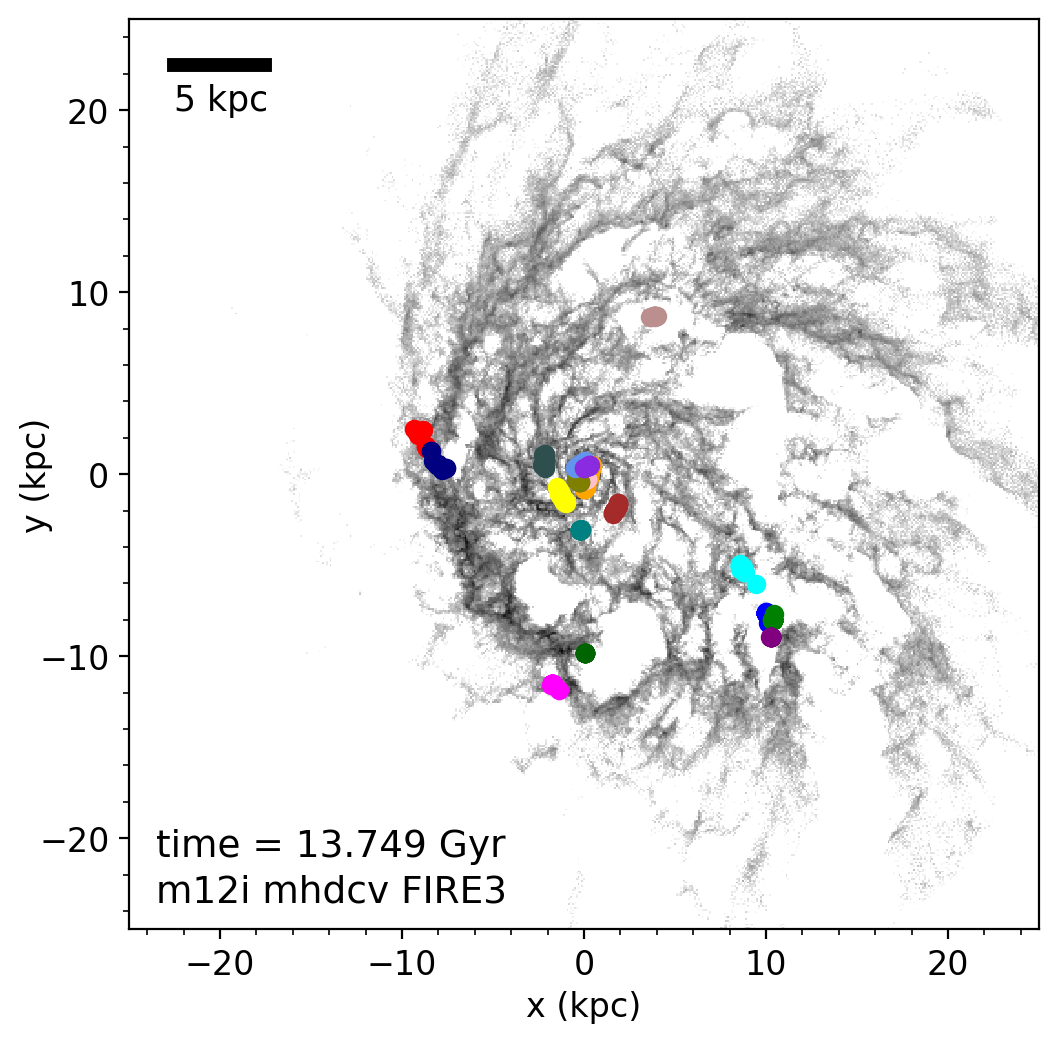 5 kpc
20
10
0
−10
−20
y (kpc)
time = 13.749 Gyr
m12i mhdcv FIRE3
−20 −10 0 10 20
x (kpc)